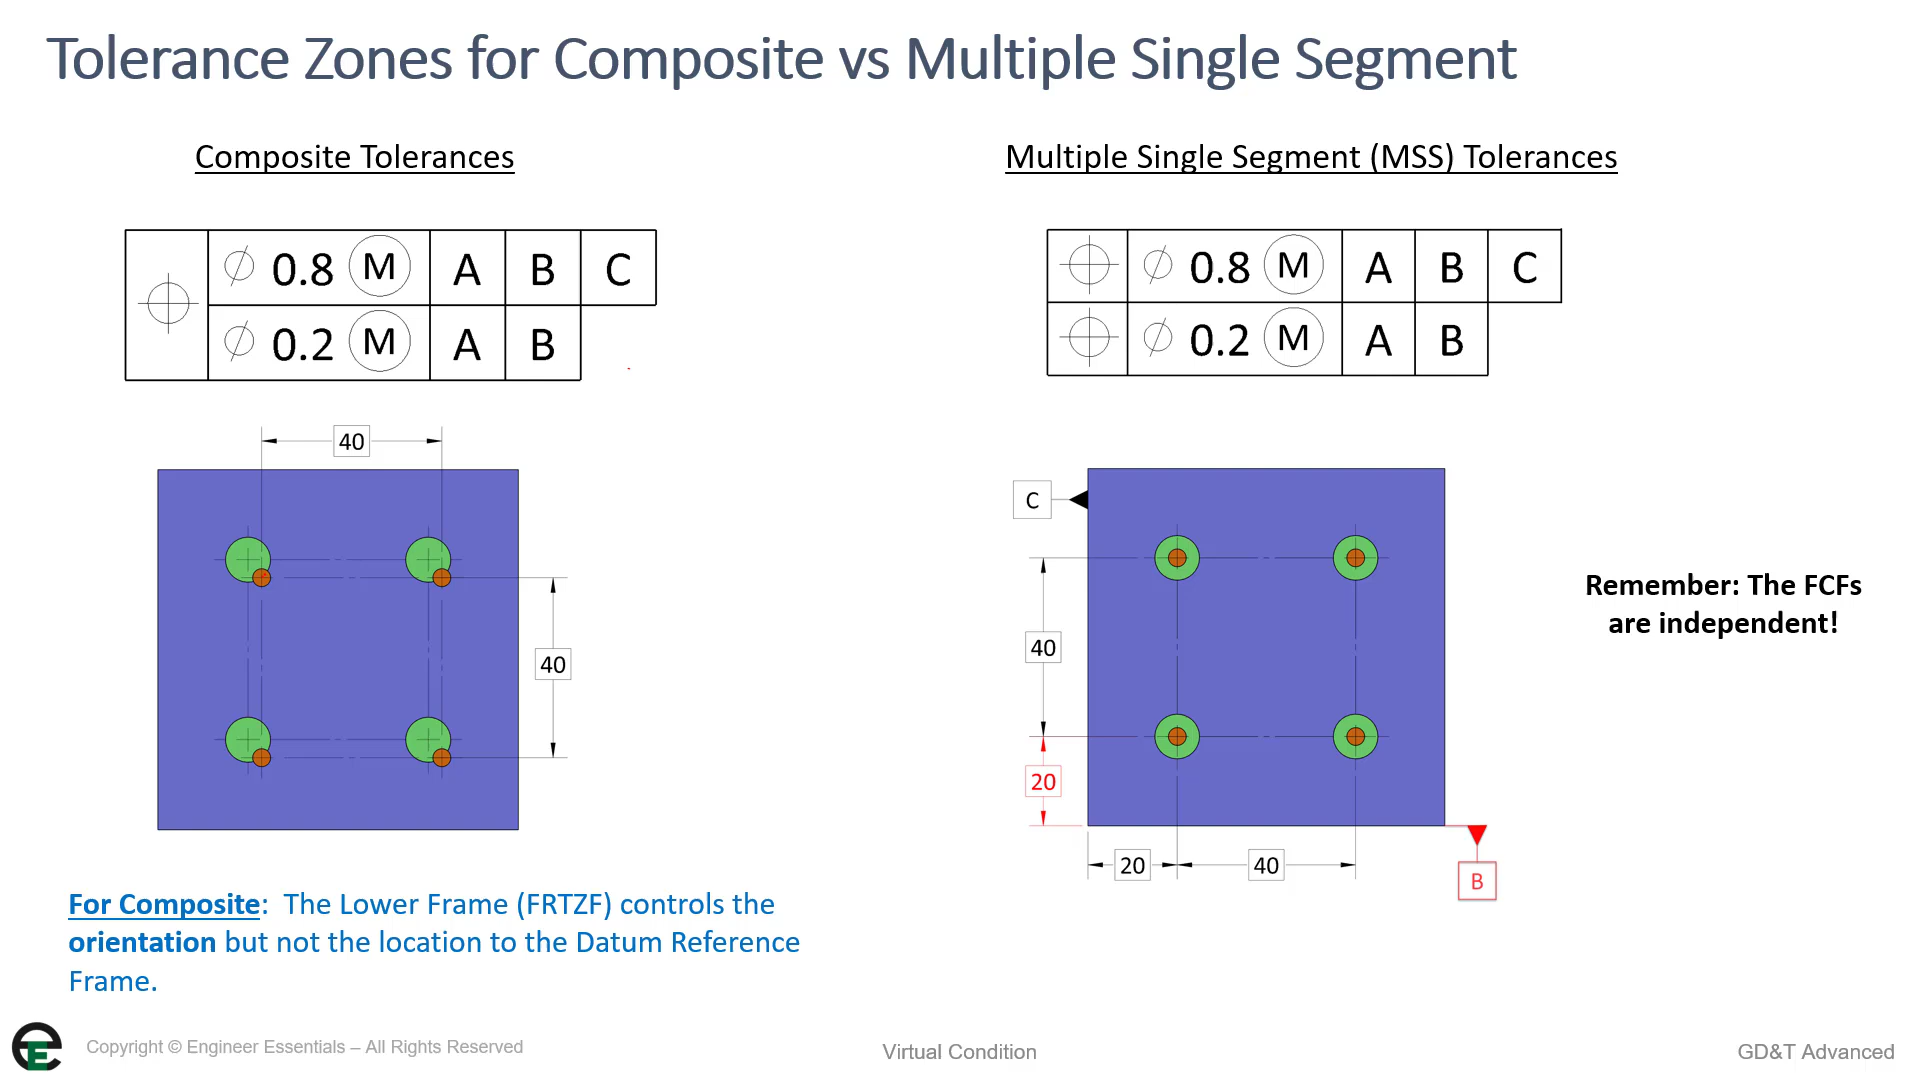 Tolerance Zones for Composite vs Multiple Single Segment
Composite Tolerances
⌖ ⌀ 0.8 Ⓜ A B C
⌀ 0.2 Ⓜ A B
40
40
For Composite: The Lower Frame (FRTZF) controls the
orientation but not the location to the Datum Reference
Frame.
Multiple Single Segment (MSS) Tolerances
⌖ ⌀ 0.8 Ⓜ A B C
⌖ ⌀ 0.2 Ⓜ A B
C
40
20
20 40
B
Remember: The FCFs
are independent!
E
Copyright © Engineer Essentials – All Rights Reserved
Virtual Condition
GD&T Advanced